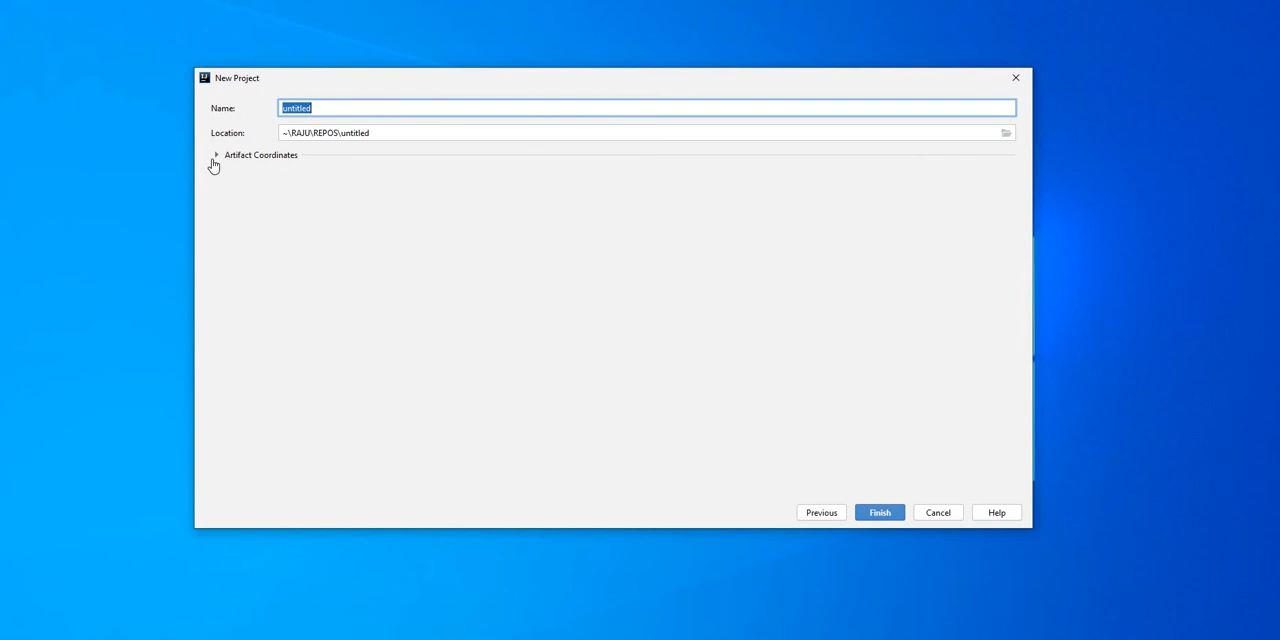 New Project
Name: untitled
Location: ~\RAJU\REPOS\untitled
Artifact Coordinates
Previous Finish Cancel Help